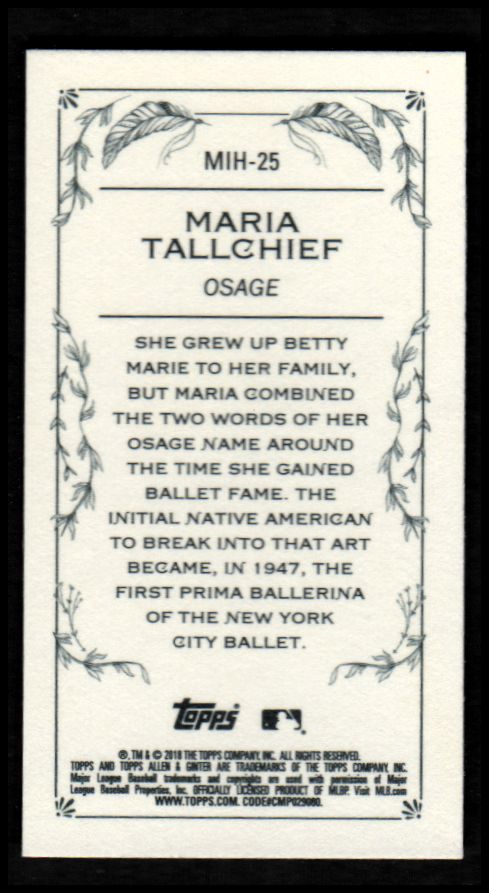 MIH-25
MARIA
TALLCHIEF
OSAGE
SHE GREW UP BETTY
MARIE TO HER FAMILY,
BUT MARIA COMBINED
THE TWO WORDS OF HER
OSAGE NAME AROUND
THE TIME SHE GAINED
BALLET FAME. THE
INITIAL NATIVE AMERICAN
TO BREAK INTO THAT ART
BECAME, IN 1947, THE
FIRST PRIMA BALLERINA
OF THE NEW YORK
CITY BALLET.
Topps
®, TM & © 2018 THE TOPPS COMPANY, INC. ALL RIGHTS RESERVED.
TOPPS AND TOPPS ALLEN & GINTER ARE TRADEMARKS OF THE TOPPS COMPANY, INC.
Major League Baseball trademarks and copyrights are used with permission of Major
League Baseball Properties, Inc. OFFICIALLY LICENSED PRODUCT OF MLBP. Visit MLB.com
WWW.TOPPS.COM. CODE#CMP029080.